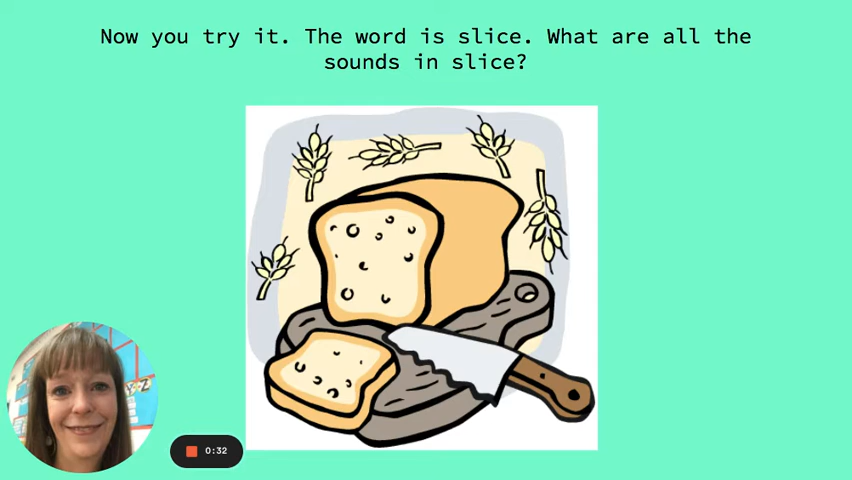 Now you try it. The word is slice. What are all the
sounds in slice?
0:32